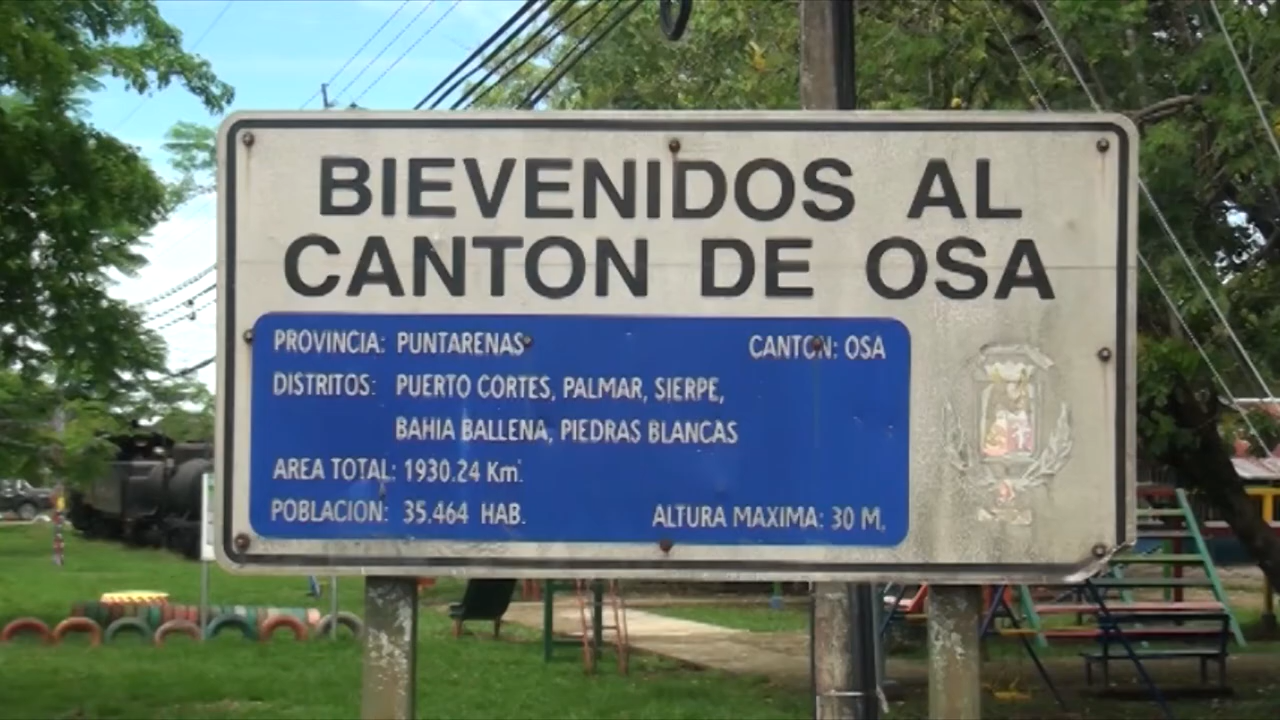 BIEVENIDOS AL
CANTON DE OSA
PROVINCIA: PUNTARENAS CANTON: OSA
DISTRITOS: PUERTO CORTES, PALMAR, SIERPE,
BAHIA BALLENA, PIEDRAS BLANCAS
AREA TOTAL: 1930.24 Km²
POBLACION: 35.464 HAB. ALTURA MAXIMA: 30 M.